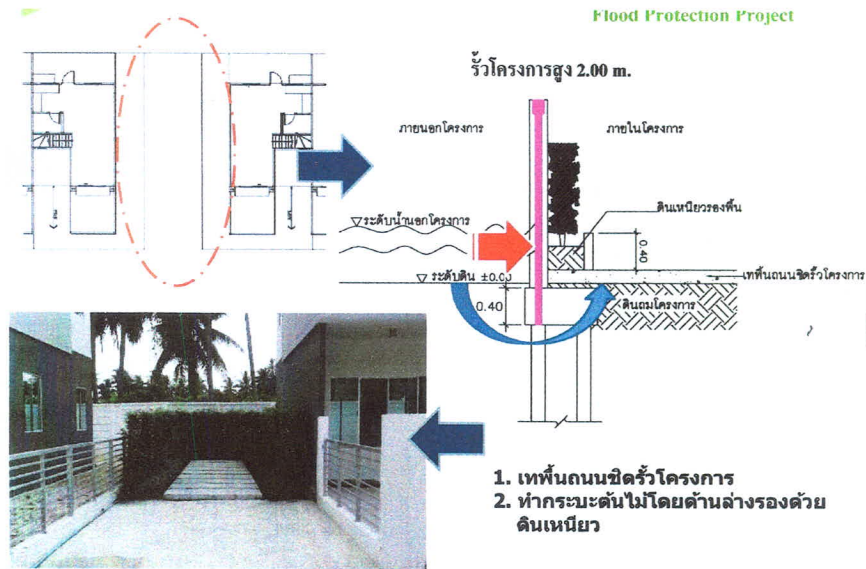 Flood Protection Project
รั้วโครงการสูง 2.00 m.
ภายนอกโครงการ
ภายในโครงการ
ดินเหนียวรองพื้น
▽ระดับน้ำนอกโครงการ
0.40
▽ ระดับดิน ±0.00
เทพื้นถนนชิดรั้วโครงการ
0.40
ดินถมโครงการ
1. เทพื้นถนนชิดรั้วโครงการ
2. ทำกระบะต้นไม้โดยด้านล่างรองด้วย
ดินเหนียว